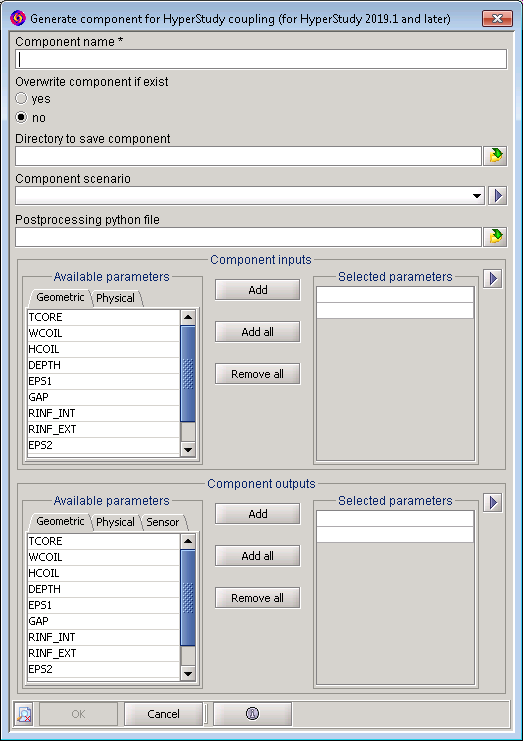 Generate component for HyperStudy coupling (for HyperStudy 2019.1 and later)
Component name *
Overwrite component if exist
yes
no
Directory to save component
Component scenario
Postprocessing python file
Component inputs
Available parameters
Selected parameters
Geometric Physical
Add
TCORE
WCOIL
Add all
HCOIL
DEPTH
Remove all
EPS1
GAP
RINF_INT
RINF_EXT
EPS2
Component outputs
Available parameters
Selected parameters
Geometric Physical Sensor
Add
TCORE
WCOIL
Add all
HCOIL
DEPTH
Remove all
EPS1
GAP
RINF_INT
RINF_EXT
EPS2
OK Cancel